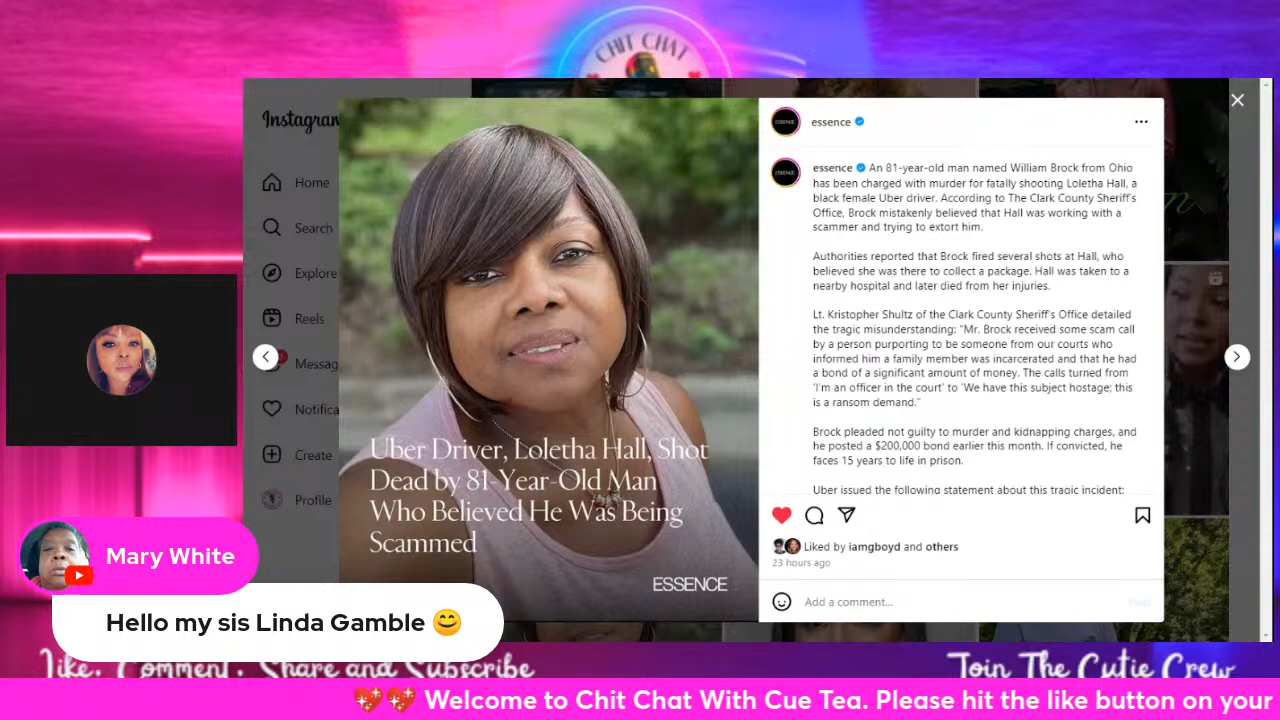 CHIT CHAT
Instagram
Home
Search
Explore
Reels
Messag
Notifica
Create
Profile
Uber Driver, Loletha Hall, Shot
Dead by 81-Year-Old Man
Who Believed He Was Being
Scammed
ESSENCE
essence
essence An 81-year-old man named William Brock from Ohio
has been charged with murder for fatally shooting Loletha Hall, a
black female Uber driver. According to The Clark County Sheriff's
Office, Brock mistakenly believed that Hall was working with a
scammer and trying to extort him.
Authorities reported that Brock fired several shots at Hall, who
believed she was there to collect a package. Hall was taken to a
nearby hospital and later died from her injuries.
Lt. Kristopher Shultz of the Clark County Sheriff's Office detailed
the tragic misunderstanding: "Mr. Brock received some scam call
by a person purporting to be someone from our courts who
informed him a family member was incarcerated and that he had
a bond of a significant amount of money. The calls turned from
'I'm an officer in the court' to 'We have this subject hostage; this
is a ransom demand."
Brock pleaded not guilty to murder and kidnapping charges, and
he posted a $200,000 bond earlier this month. If convicted, he
faces 15 years to life in prison.
Uber issued the following statement about this tragic incident:
Liked by iamgboyd and others
23 hours ago
Add a comment...
Post
Mary White
Hello my sis Linda Gamble 😊
Like. Comment. Share and Subscribe
Join The Cutie Crew
💖💖 Welcome to Chit Chat With Cue Tea. Please hit the like button on your